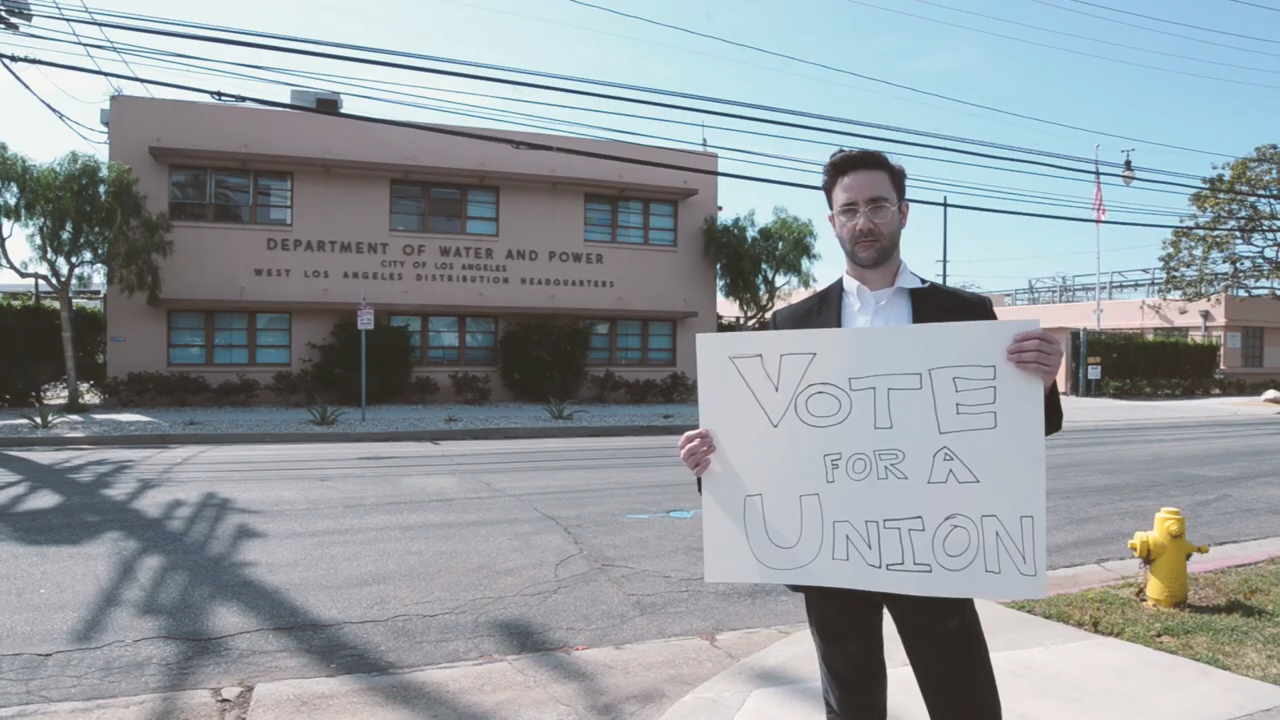 DEPARTMENT OF WATER AND POWER
CITY OF LOS ANGELES
WEST LOS ANGELES DISTRIBUTION HEADQUARTERS
VOTE
FOR A
UNION